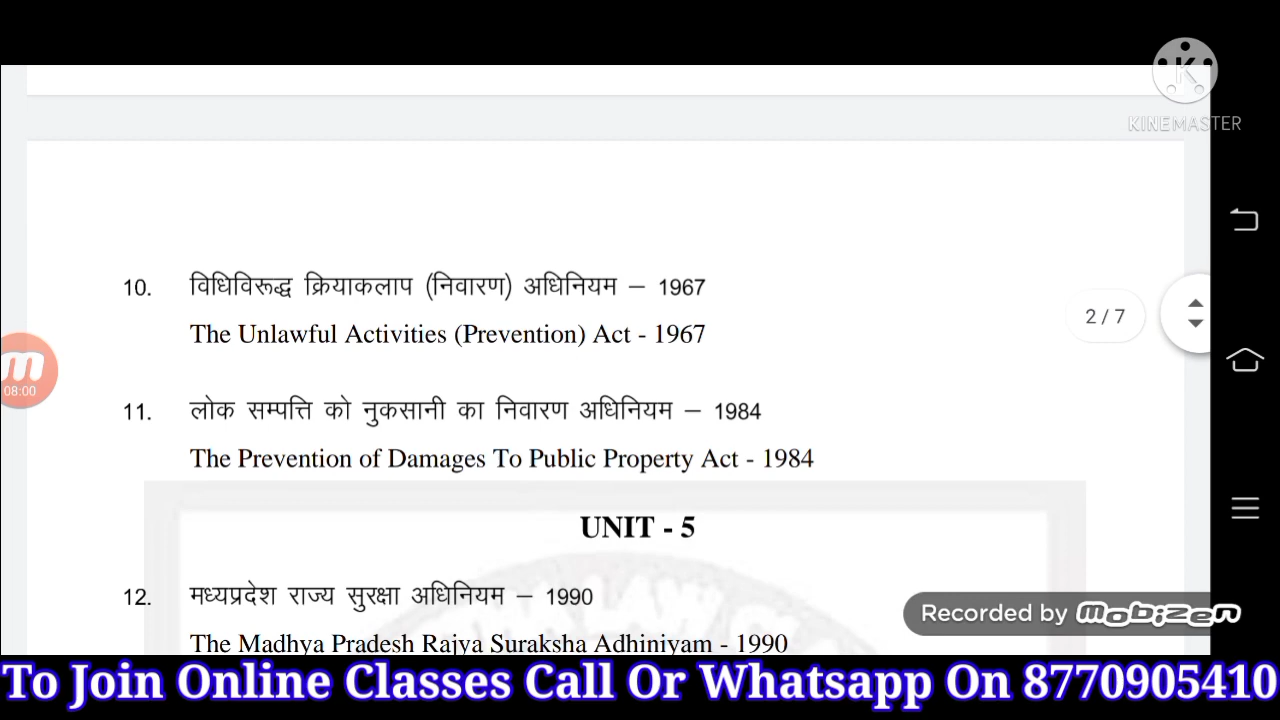 KINEMASTER
10. विधिविरूद्ध क्रियाकलाप (निवारण) अधिनियम – 1967
The Unlawful Activities (Prevention) Act - 1967
2 / 7
08:00
11. लोक सम्पत्ति को नुकसानी का निवारण अधिनियम – 1984
The Prevention of Damages To Public Property Act - 1984
UNIT - 5
12. मध्यप्रदेश राज्य सुरक्षा अधिनियम – 1990
The Madhya Pradesh Rajya Suraksha Adhiniyam - 1990
Recorded by mobizen
To Join Online Classes Call Or Whatsapp On 8770905410